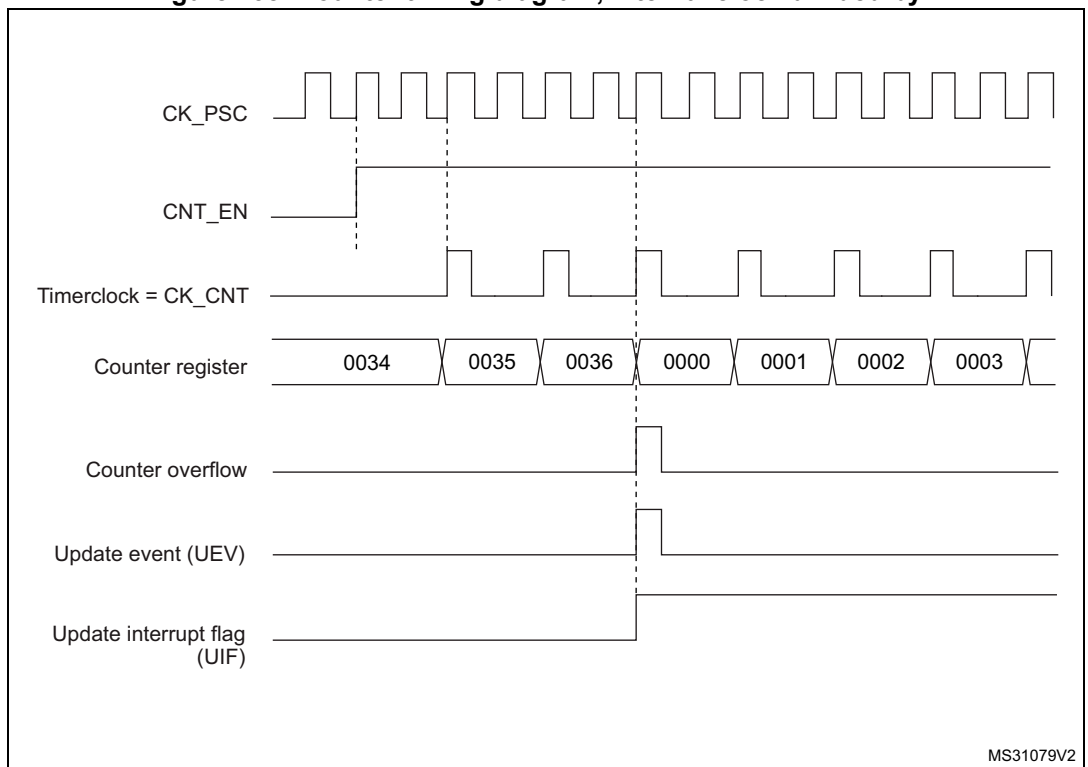 CK_PSC
CNT_EN
Timerclock = CK_CNT
Counter register
0034 0035 0036 0000 0001 0002 0003
Counter overflow
Update event (UEV)
Update interrupt flag
(UIF)
MS31079V2